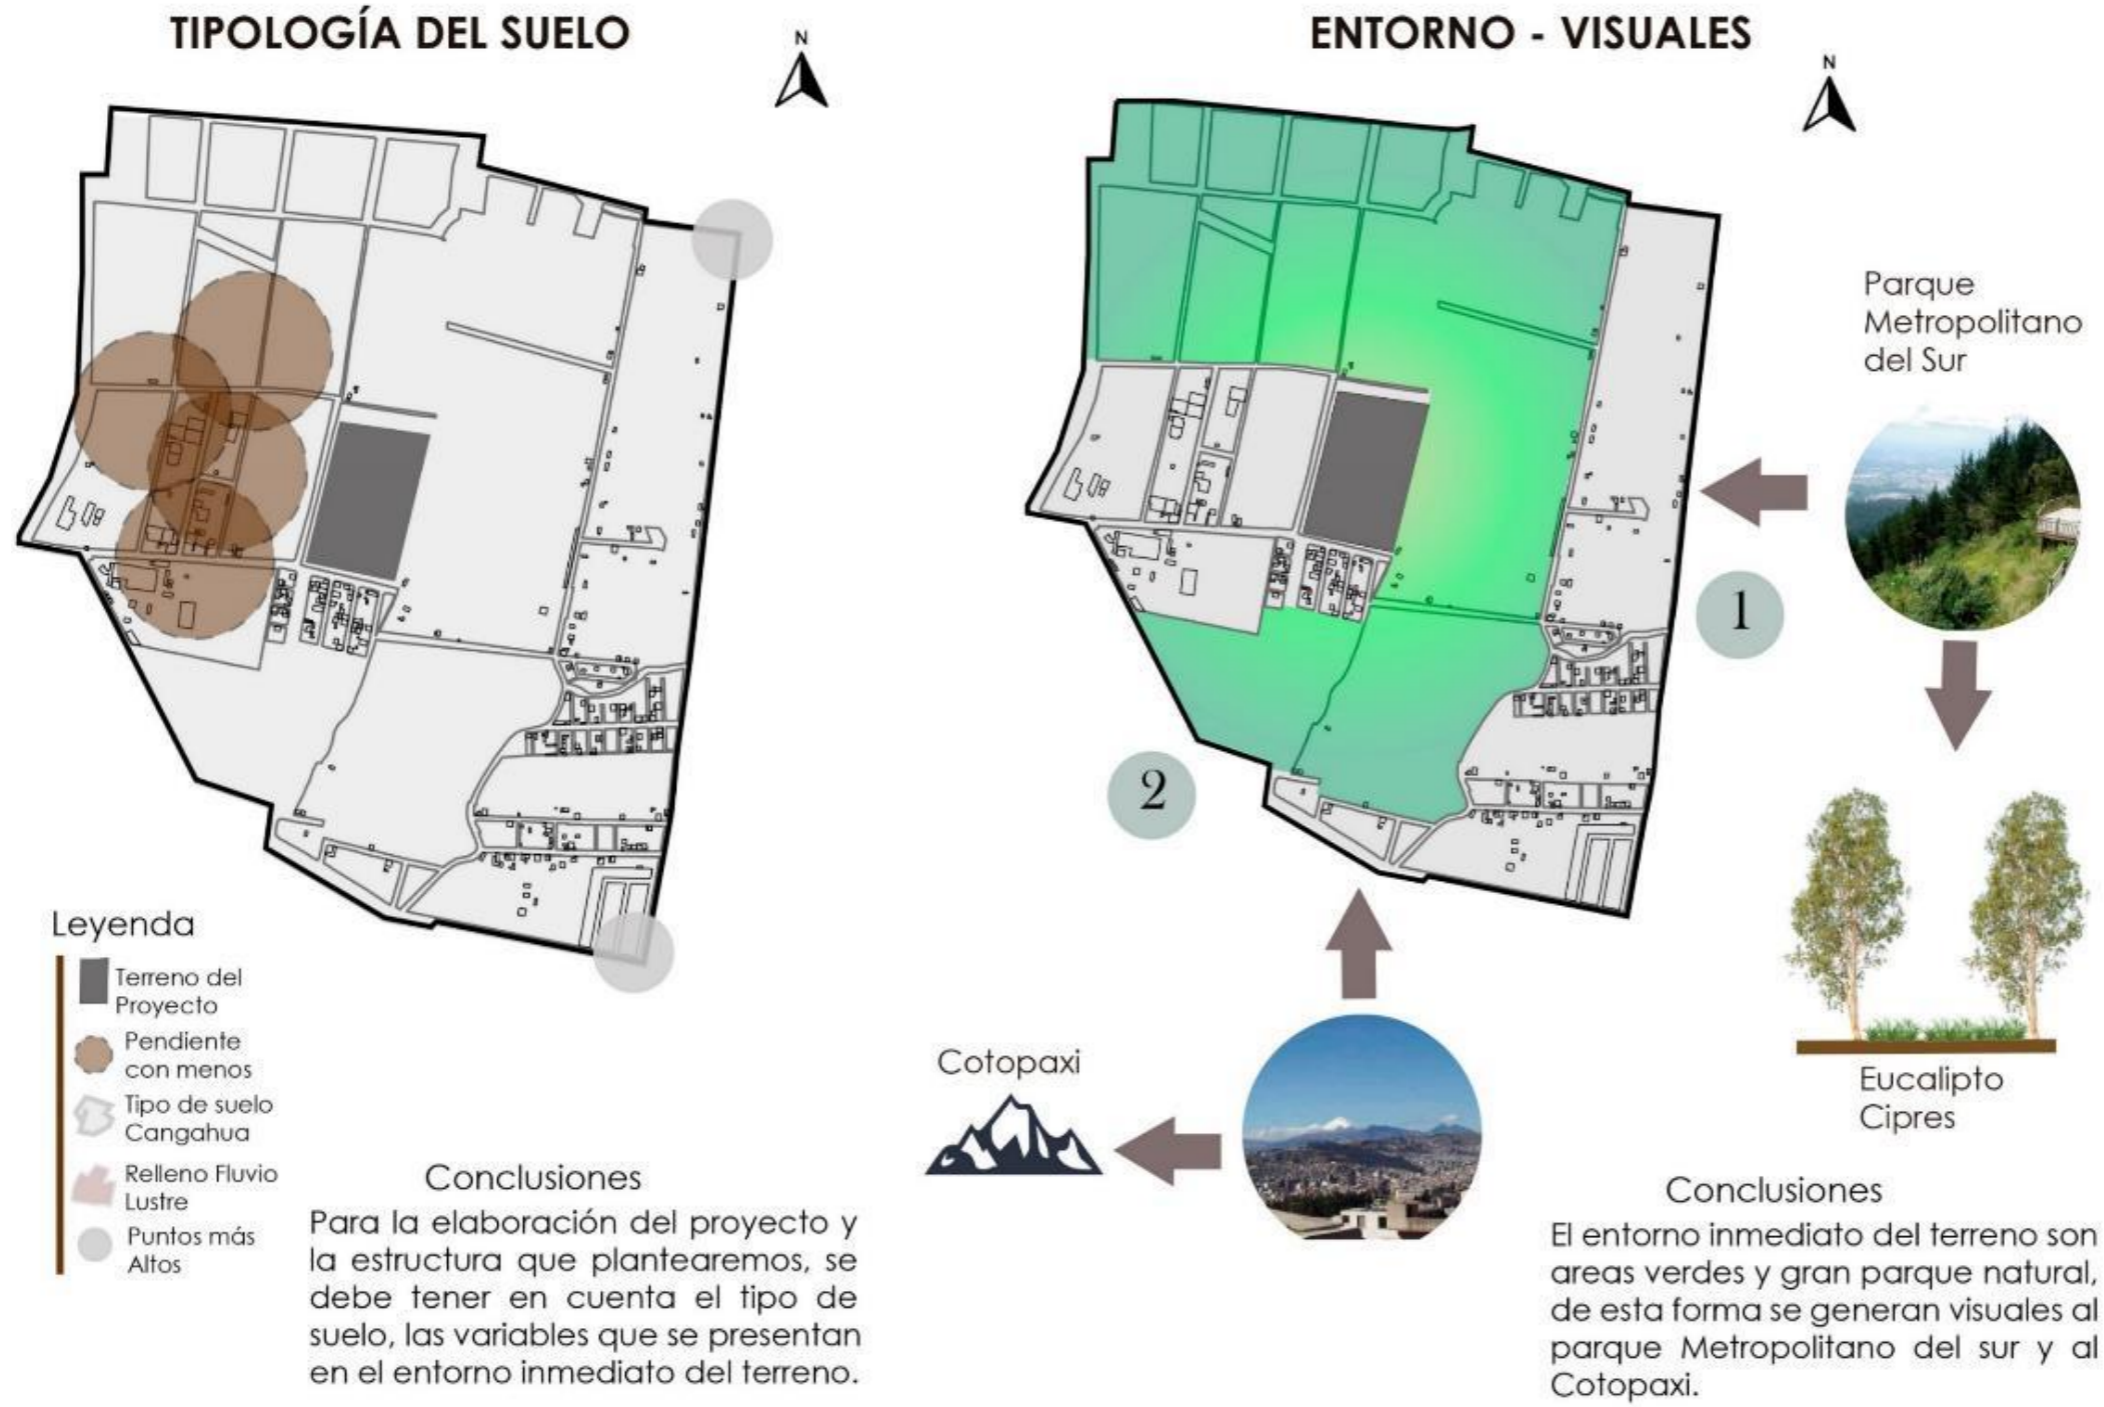 TIPOLOGÍA DEL SUELO
N
Leyenda
Terreno del
Proyecto
Pendiente
con menos
Tipo de suelo
Cangahua
Relleno Fluvio
Lustre
Puntos más
Altos
Conclusiones
Para la elaboración del proyecto y
la estructura que plantearemos, se
debe tener en cuenta el tipo de
suelo, las variables que se presentan
en el entorno inmediato del terreno.
ENTORNO - VISUALES
N
Parque
Metropolitano
del Sur
1
2
Cotopaxi
Eucalipto
Cipres
Conclusiones
El entorno inmediato del terreno son
areas verdes y gran parque natural,
de esta forma se generan visuales al
parque Metropolitano del sur y al
Cotopaxi.